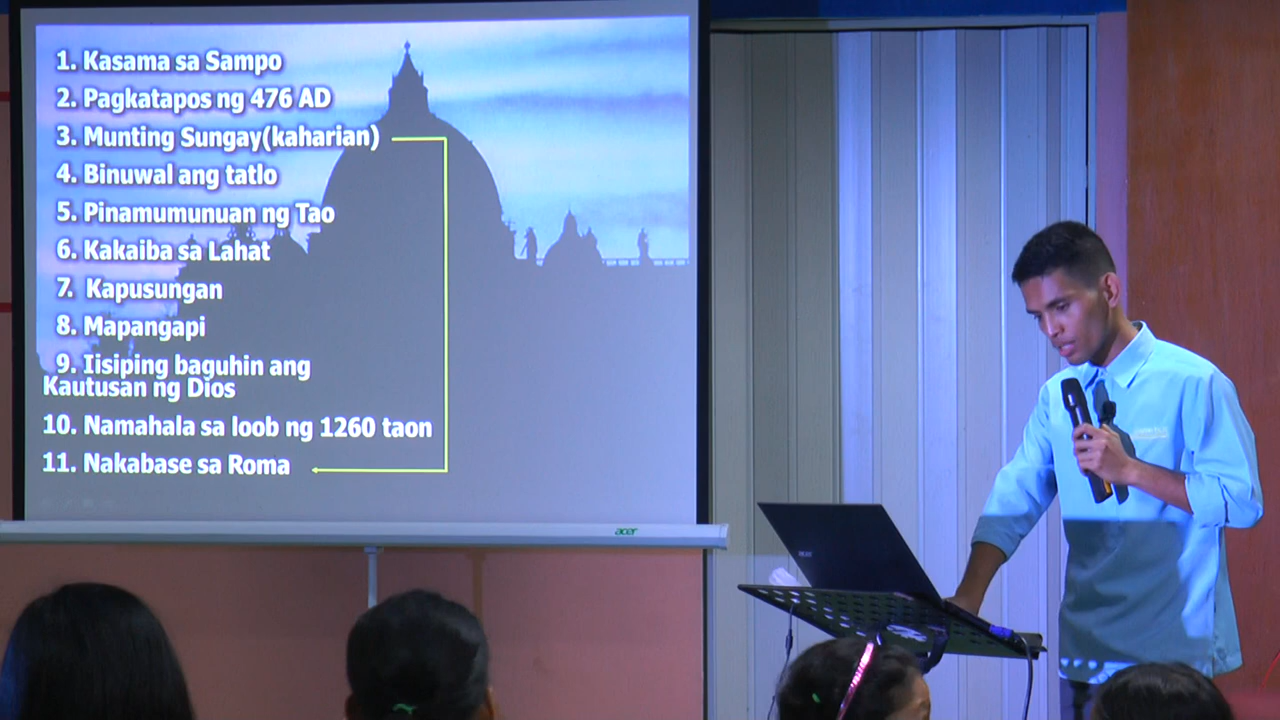 1. Kasama sa Sampo
2. Pagkatapos ng 476 AD
3. Munting Sungay(kaharian)
4. Binuwal ang tatlo
5. Pinamumunuan ng Tao
6. Kakaiba sa Lahat
7. Kapusungan
8. Mapangapi
9. Iisiping baguhin ang
Kautusan ng Dios
10. Namahala sa loob ng 1260 taon
11. Nakabase sa Roma
acer